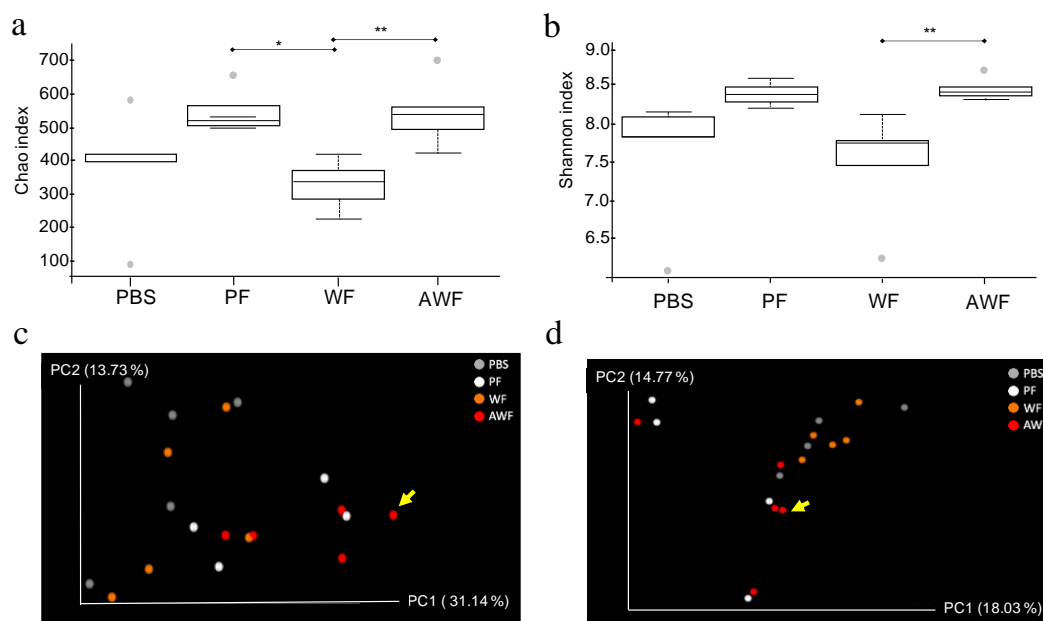 a
*
**
Chao index
700
600
500
400
300
200
100
PBS PF WF AWF
b
**
Shannon index
9.0
8.5
8.0
7.5
7.0
6.5
PBS PF WF AWF
c
PC2 (13.73 %)
PBS
PF
WF
AWF
PC1 ( 31.14 %)
d
PC2 (14.77 %)
PBS
PF
WF
AW
PC1 (18.03 %)